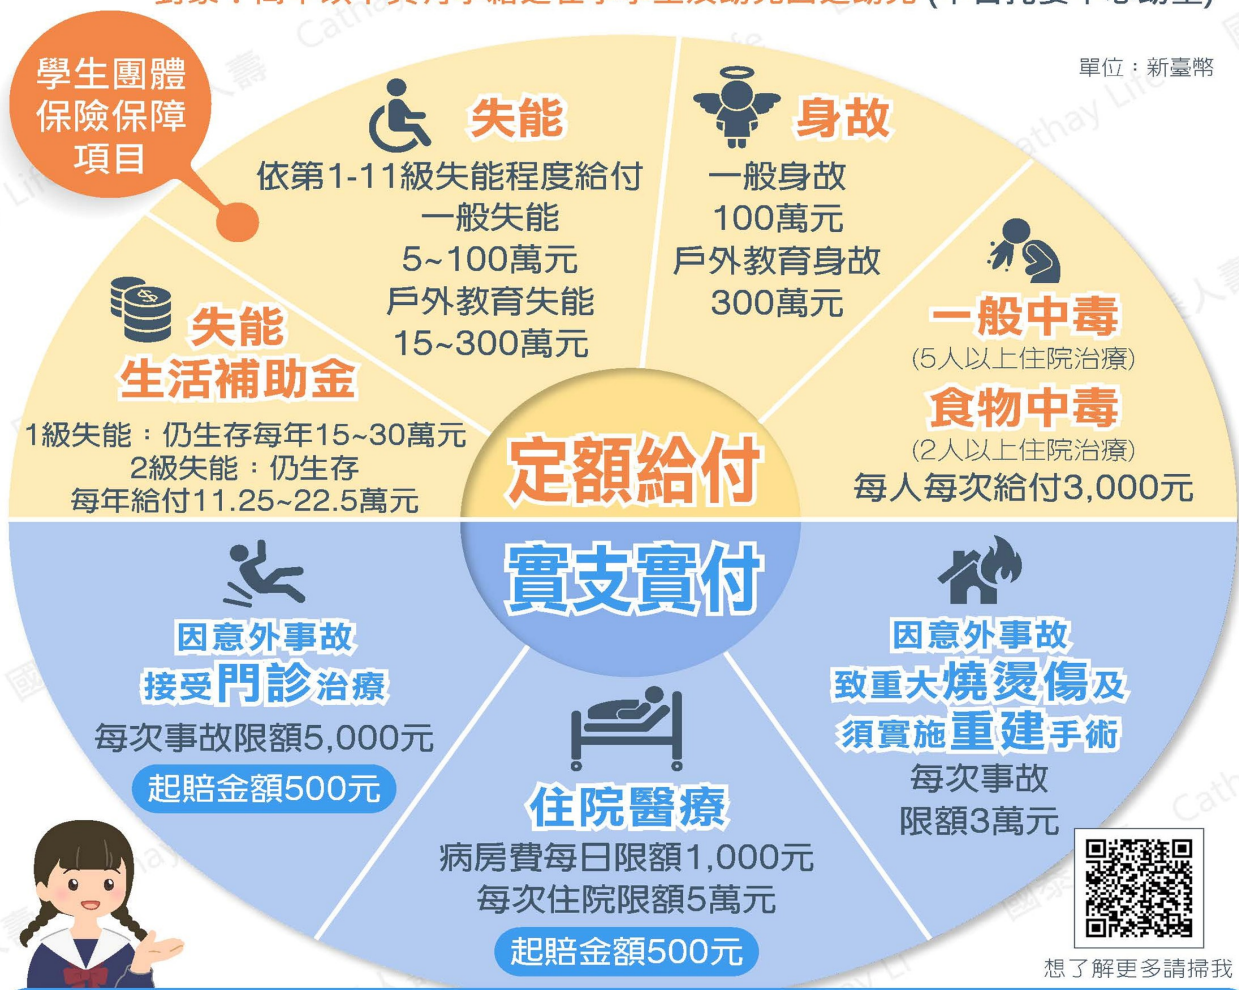 單位：新臺幣
學生團體
保險保障
項目
失能
依第1-11級失能程度給付
一般失能
5~100萬元
戶外教育失能
15~300萬元
身故
一般身故
100萬元
戶外教育身故
300萬元
失能
生活補助金
1級失能：仍生存每年15~30萬元
2級失能：仍生存
每年給付11.25~22.5萬元
一般中毒
(5人以上住院治療)
食物中毒
(2人以上住院治療)
每人每次給付3,000元
定額給付
實支實付
因意外事故
接受門診治療
每次事故限額5,000元
起賠金額500元
住院醫療
病房費每日限額1,000元
每次住院限額5萬元
起賠金額500元
因意外事故
致重大燒燙傷及
須實施重建手術
每次事故
限額3萬元
想了解更多請掃我